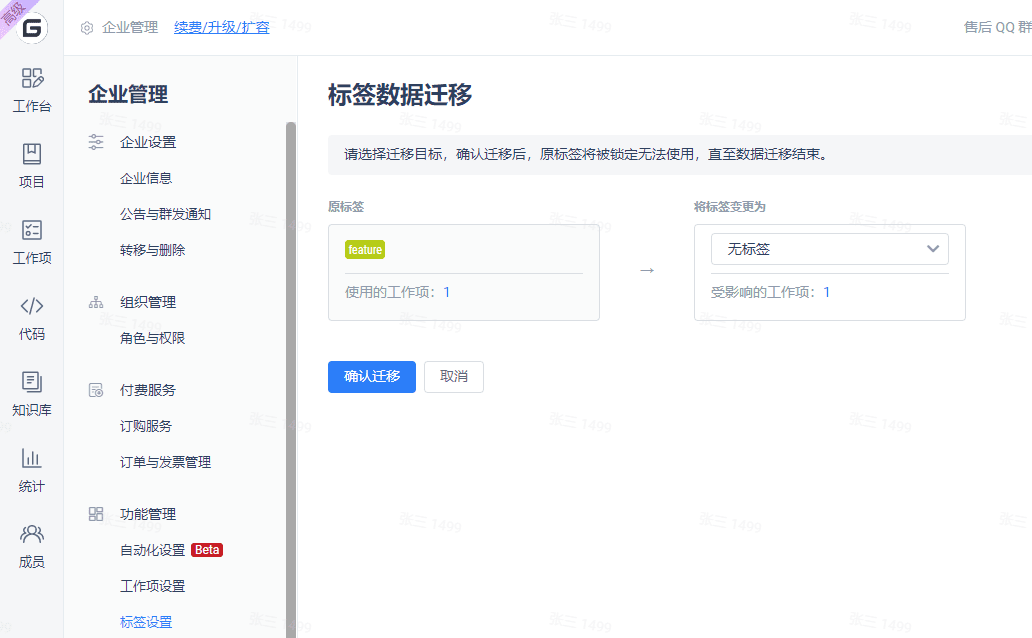 高级
企业管理 续费/升级/扩容
售后 QQ 群
工作台
项目
工作项
代码
知识库
统计
成员
企业管理
企业设置
企业信息
公告与群发通知
转移与删除
组织管理
角色与权限
付费服务
订购服务
订单与发票管理
功能管理
自动化设置 Beta
工作项设置
标签设置
标签数据迁移
请选择迁移目标，确认迁移后，原标签将被锁定无法使用，直至数据迁移结束。
原标签
feature
使用的工作项：1
→
将标签变更为
无标签
受影响的工作项：1
确认迁移 取消
张三 1499